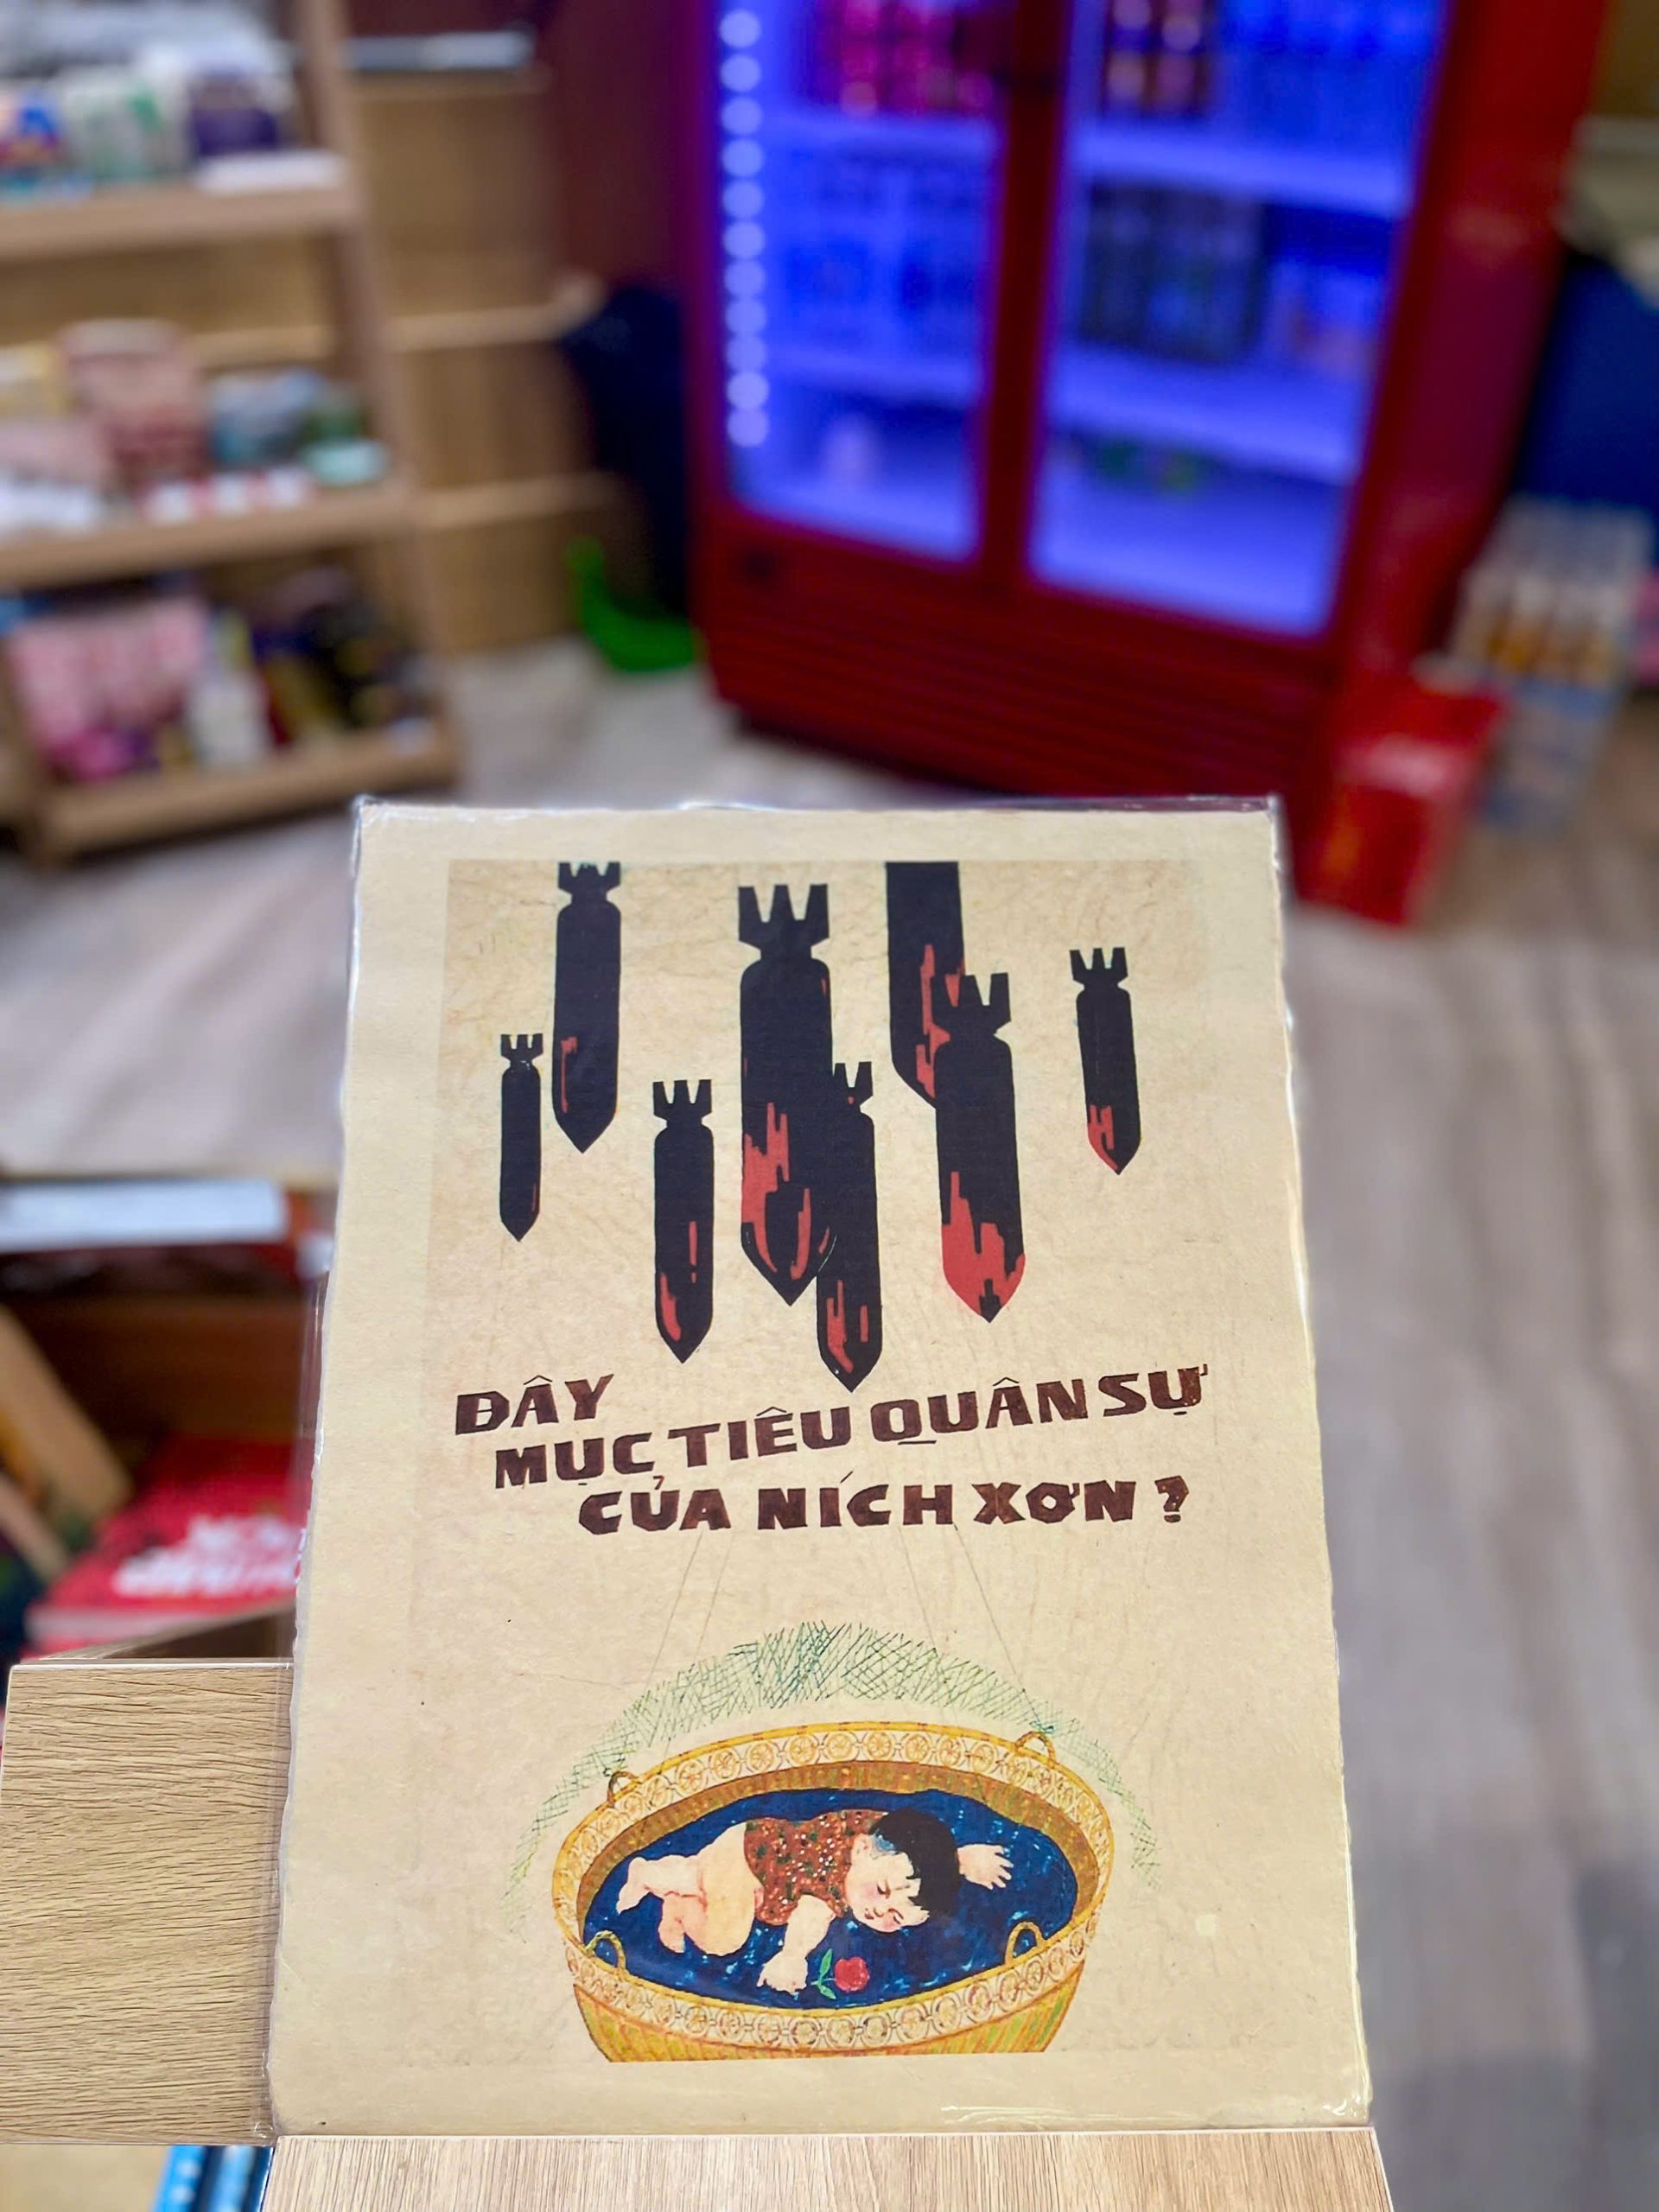 ĐÂY
MỤC TIÊU QUÂN SỰ
CỦA NÍCH XƠN ?